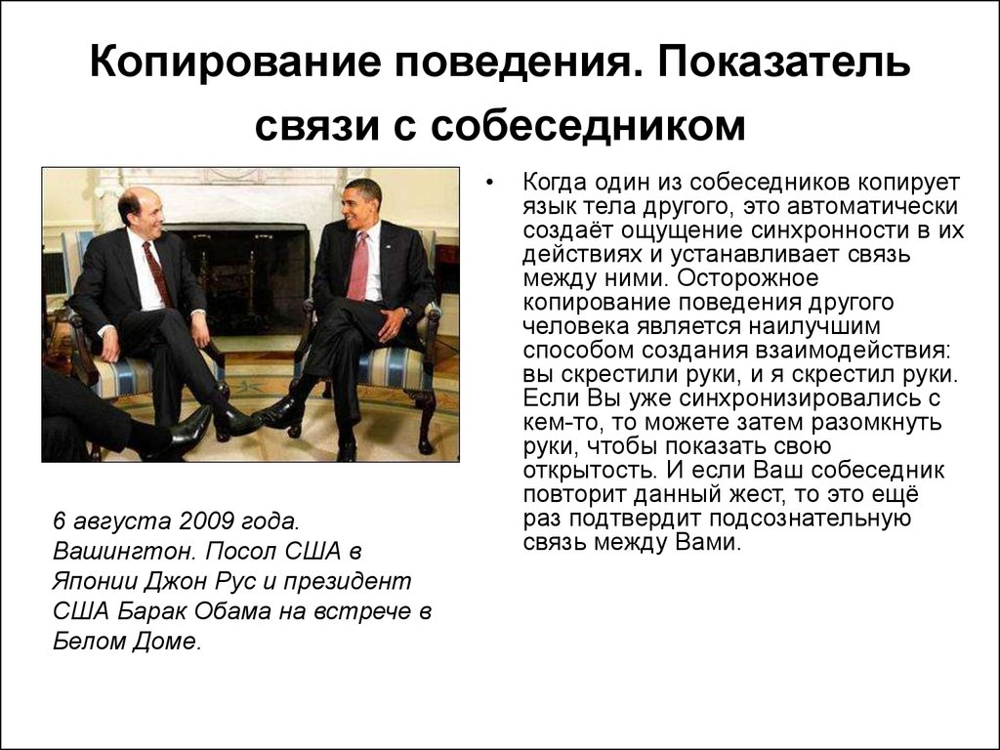 Копирование поведения. Показатель
связи с собеседником
• Когда один из собеседников копирует
язык тела другого, это автоматически
создаёт ощущение синхронности в их
действиях и устанавливает связь
между ними. Осторожное
копирование поведения другого
человека является наилучшим
способом создания взаимодействия:
вы скрестили руки, и я скрестил руки.
Если Вы уже синхронизировались с
кем-то, то можете затем разомкнуть
руки, чтобы показать свою
открытость. И если Ваш собеседник
повторит данный жест, то это ещё
раз подтвердит подсознательную
связь между Вами.
6 августа 2009 года.
Вашингтон. Посол США в
Японии Джон Рус и президент
США Барак Обама на встрече в
Белом Доме.